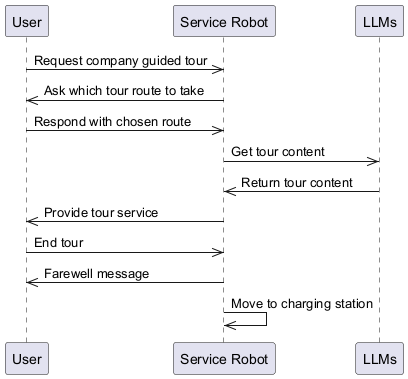 User Service Robot LLMs
Request company guided tour
Ask which tour route to take
Respond with chosen route
Get tour content
Return tour content
Provide tour service
End tour
Farewell message
Move to charging station
User Service Robot LLMs